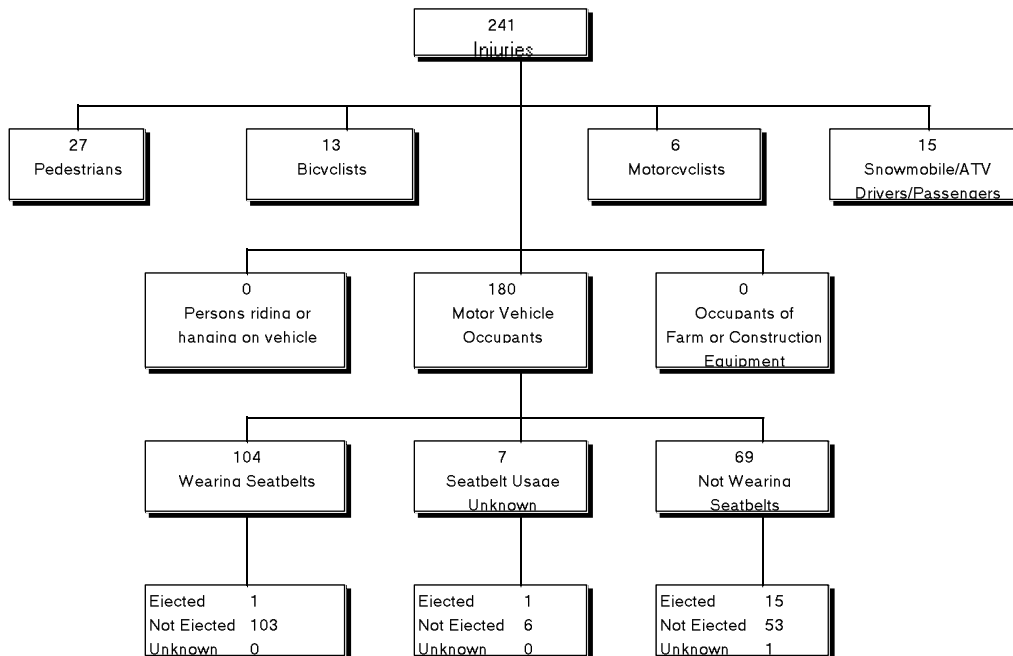 241
Injuries
27
Pedestrians
13
Bicyclists
6
Motorcyclists
15
Snowmobile/ATV
Drivers/Passengers
0
Persons riding or
hanging on vehicle
180
Motor Vehicle
Occupants
0
Occupants of
Farm or Construction
Equipment
104
Wearing Seatbelts
7
Seatbelt Usage
Unknown
69
Not Wearing
Seatbelts
Ejected 1
Not Ejected 103
Unknown 0
Ejected 1
Not Ejected 6
Unknown 0
Ejected 15
Not Ejected 53
Unknown 1